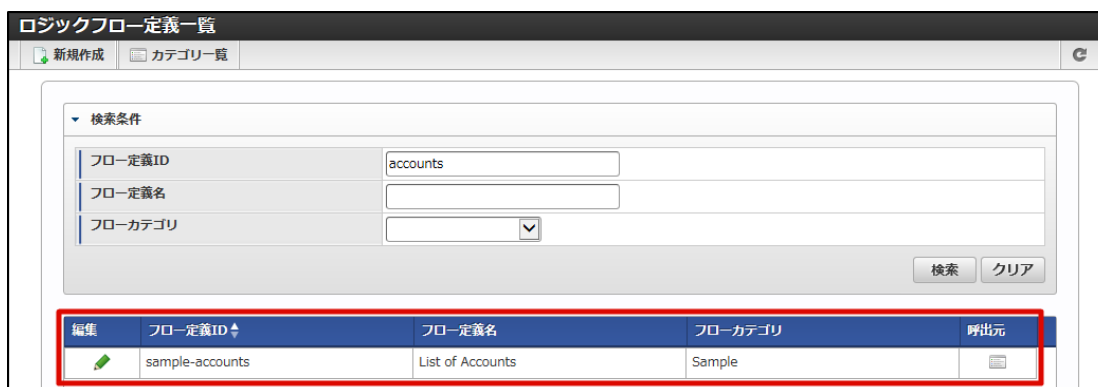 ロジックフロー定義一覧
新規作成 カテゴリ一覧
検索条件
フロー定義ID accounts
フロー定義名
フローカテゴリ
検索 クリア
編集 フロー定義ID フロー定義名 フローカテゴリ 呼出元
sample-accounts List of Accounts Sample